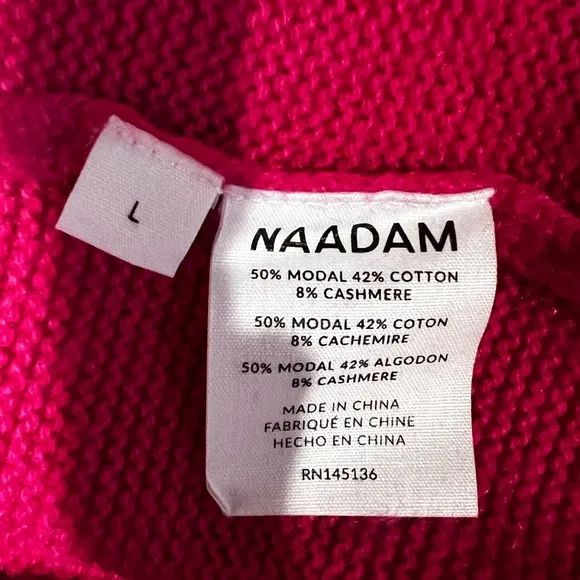 L
NAADAM
50% MODAL 42% COTTON
8% CASHMERE
50% MODAL 42% COTON
8% CACHEMIRE
50% MODAL 42% ALGODON
8% CASHMERE
MADE IN CHINA
FABRIQUÉ EN CHINE
HECHO EN CHINA
RN145136